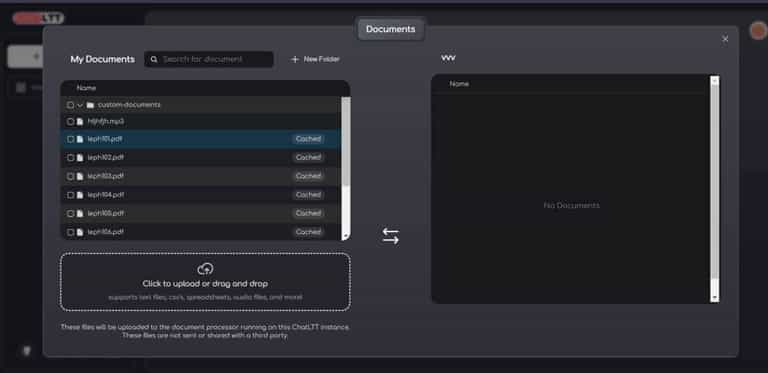 ChatLTT
Documents
My Documents
Search for document
New Folder
vvv
Name
custom-documents
leph101.pdf Cached
leph102.pdf Cached
leph103.pdf Cached
leph104.pdf Cached
leph105.pdf Cached
leph106.pdf Cached
Click to upload or drag and drop
supports text files, csv's, spreadsheets, audio files, and more!
These files will be uploaded to the document processor running on this ChatLTT instance.
These files are not sent or shared with a third party.
Name
No Documents